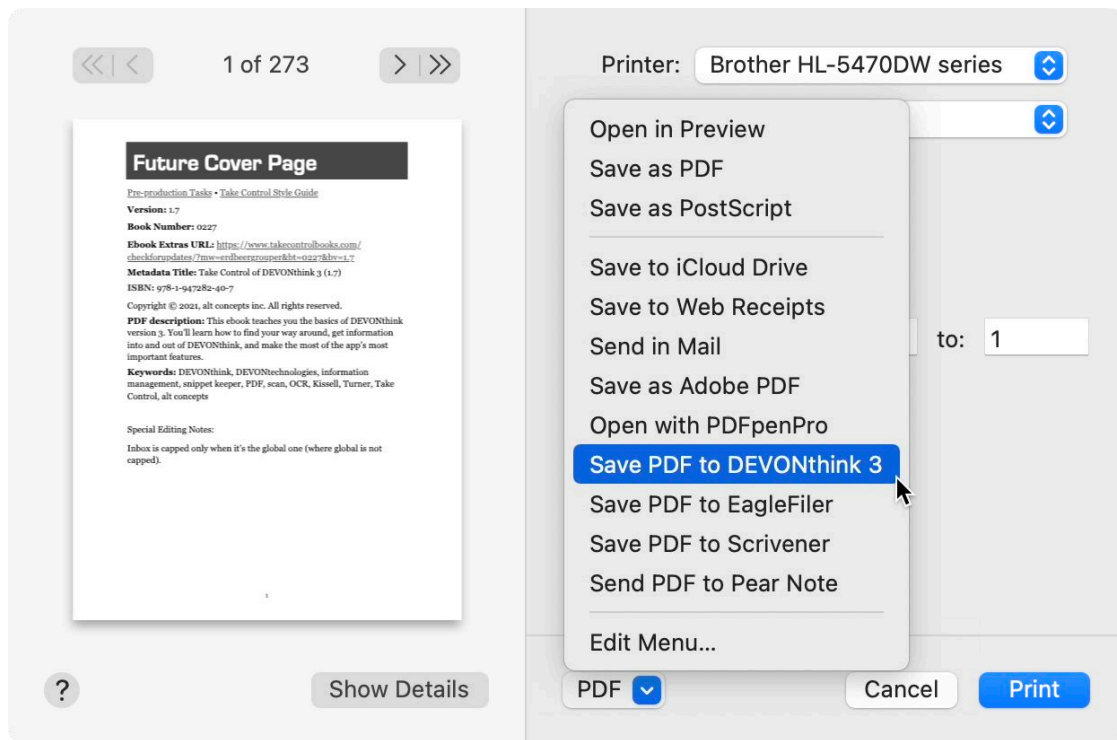 1 of 273
Future Cover Page
Pre-production Tasks • Take Control Style Guide
Version: 1.7
Book Number: 0227
Ebook Extras URL: https://www.takecontrolbooks.com/
checkforupdates/?mw=erdbeergrouper&bt=0227&bv=1.7
Metadata Title: Take Control of DEVONthink 3 (1.7)
ISBN: 978-1-947282-40-7
Copyright © 2021, alt concepts inc. All rights reserved.
PDF description: This ebook teaches you the basics of DEVONthink
version 3. You'll learn how to find your way around, get information
into and out of DEVONthink, and make the most of the app's most
important features.
Keywords: DEVONthink, DEVONtechnologies, information
management, snippet keeper, PDF, scan, OCR, Kissell, Turner, Take
Control, alt concepts
Special Editing Notes:
Inbox is capped only when it's the global one (where global is not
capped).
1
?
Show Details
Printer: Brother HL-5470DW series
Open in Preview
Save as PDF
Save as PostScript
Save to iCloud Drive
Save to Web Receipts
Send in Mail
to: 1
Save as Adobe PDF
Open with PDFpenPro
Save PDF to DEVONthink 3
Save PDF to EagleFiler
Save PDF to Scrivener
Send PDF to Pear Note
Edit Menu...
PDF
Cancel
Print